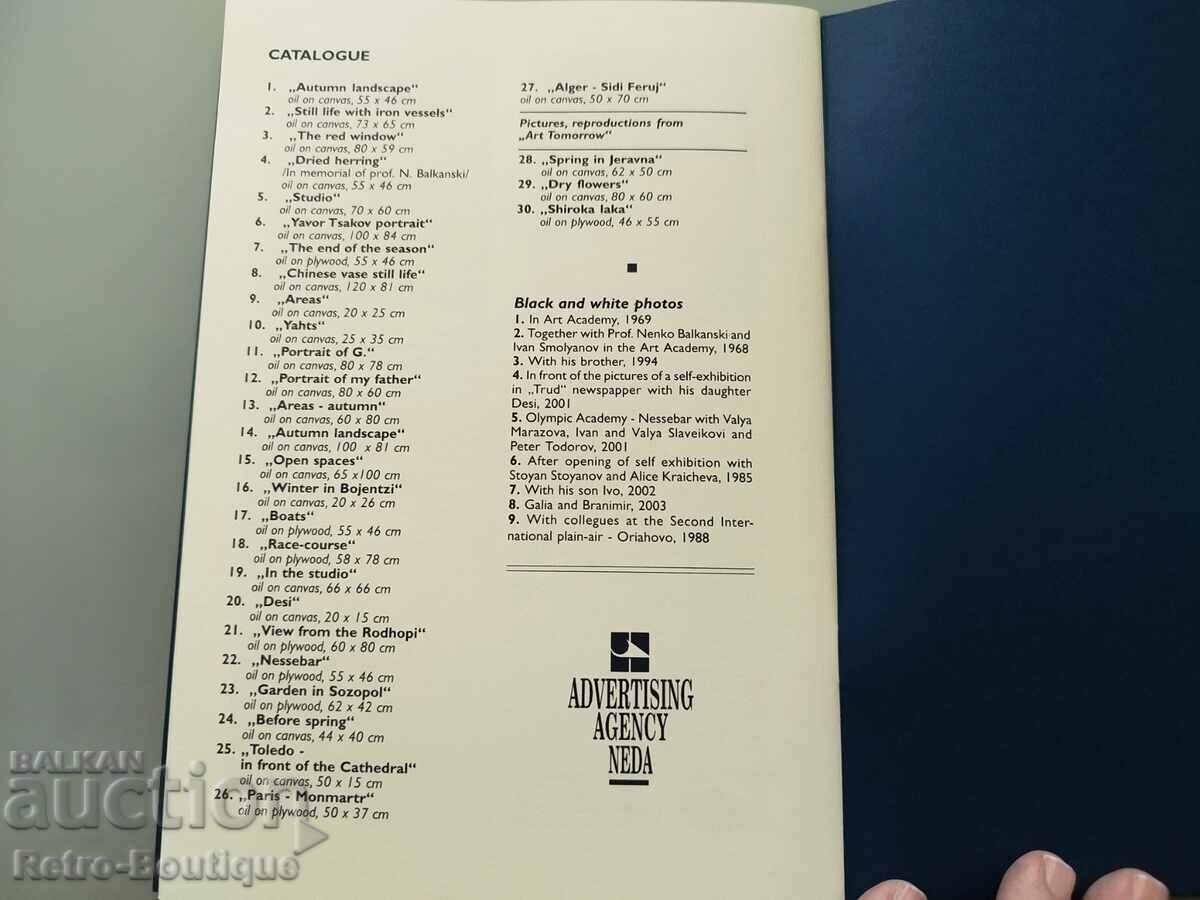 CATALOGUE
1. „Autumn landscape“
oil on canvas, 55 x 46 cm
2. „Still life with iron vessels“
oil on canvas, 73 x 65 cm
3. „The red window“
oil on canvas, 80 x 59 cm
4. „Dried herring“
/In memorial of prof. N. Balkanski/
oil on canvas, 55 x 46 cm
5. „Studio“
oil on canvas, 70 x 60 cm
6. „Yavor Tsakov portrait“
oil on canvas, 100 x 84 cm
7. „The end of the season“
oil on plywood, 55 x 46 cm
8. „Chinese vase still life“
oil on canvas, 120 x 81 cm
9. „Areas“
oil on canvas, 20 x 25 cm
10. „Yahts“
oil on canvas, 25 x 35 cm
11. „Portrait of G.“
oil on canvas, 80 x 78 cm
12. „Portrait of my father“
oil on canvas, 80 x 60 cm
13. „Areas - autumn“
oil on canvas, 60 x 80 cm
14. „Autumn landscape“
oil on canvas, 100 x 81 cm
15. „Open spaces“
oil on canvas, 65 x100 cm
16. „Winter in Bojentzi“
oil on canvas, 20 x 26 cm
17. „Boats“
oil on plywood, 55 x 46 cm
18. „Race-course“
oil on plywood, 58 x 78 cm
19. „In the studio“
oil on canvas, 66 x 66 cm
20. „Desi“
oil on canvas, 20 x 15 cm
21. „View from the Rodhopi“
oil on plywood, 60 x 80 cm
22. „Nessebar“
oil on plywood, 55 x 46 cm
23. „Garden in Sozopol“
oil on plywood, 62 x 42 cm
24. „Before spring“
oil on canvas, 44 x 40 cm
25. „Toledo -
in front of the Cathedral“
oil on canvas, 50 x 15 cm
26. „Paris - Monmartr“
oil on plywood, 50 x 37 cm
27. „Alger - Sidi Feruj“
oil on canvas, 50 x 70 cm
Pictures, reproductions from
„Art Tomorrow“
28. „Spring in Jeravna“
oil on canvas, 62 x 50 cm
29. „Dry flowers“
oil on canvas, 80 x 60 cm
30. „Shiroka laka“
oil on plywood, 46 x 55 cm
Black and white photos
1. In Art Academy, 1969
2. Together with Prof. Nenko Balkanski and
Ivan Smolyanov in the Art Academy, 1968
3. With his brother, 1994
4. In front of the pictures of a self-exhibition
in „Trud“ newspapper with his daughter
Desi, 2001
5. Olympic Academy - Nessebar with Valya
Marazova, Ivan and Valya Slaveikovi and
Peter Todorov, 2001
6. After opening of self exhibition with
Stoyan Stoyanov and Alice Kraicheva, 1985
7. With his son Ivo, 2002
8. Galia and Branimir, 2003
9. With collegues at the Second Inter-
national plain-air - Oriahovo, 1988
ADVERTISING
AGENCY
NEDA
BALKAN
auction
Retro-Boutique